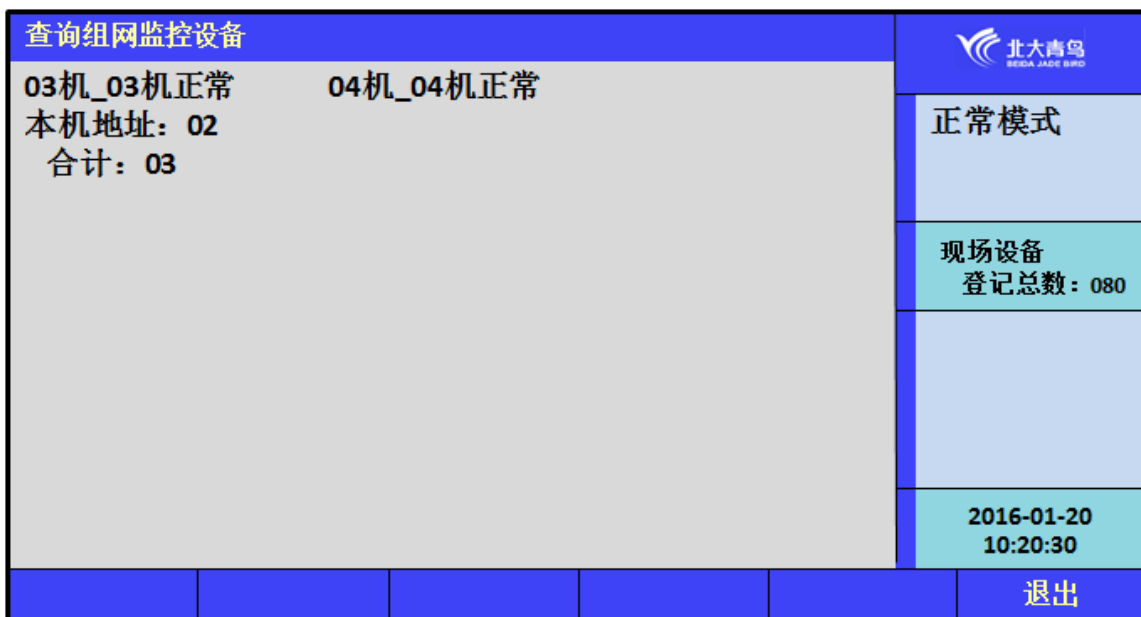 查询组网监控设备
北大青鸟
BEIDA JADE BIRD
03机_03机正常 04机_04机正常
本机地址：02
合计：03
正常模式
现场设备
登记总数：080
2016-01-20
10:20:30
退出